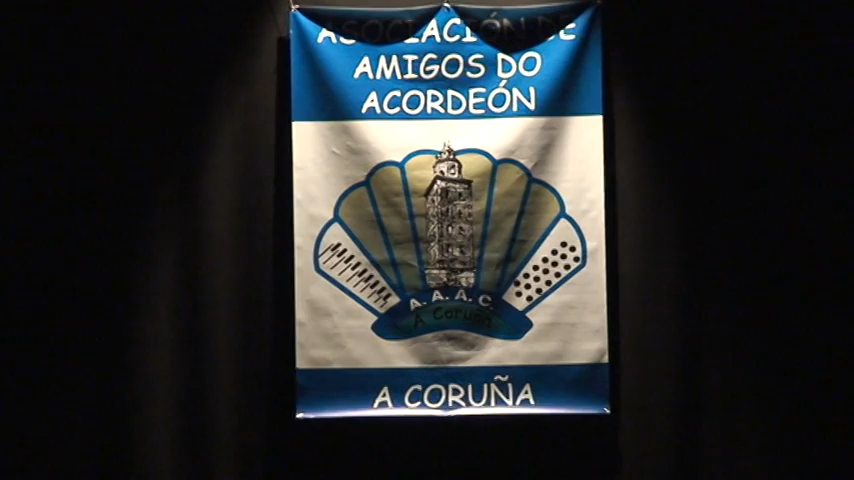 ASOCIACIÓN DE
AMIGOS DO
ACORDEÓN
A. A. A. C.
A Coruña
A CORUÑA